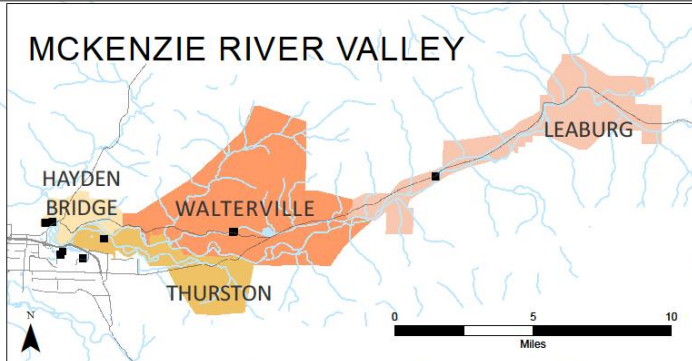 MCKENZIE RIVER VALLEY
LEABURG
HAYDEN
BRIDGE
WALTERVILLE
THURSTON
N
0 5 10
Miles